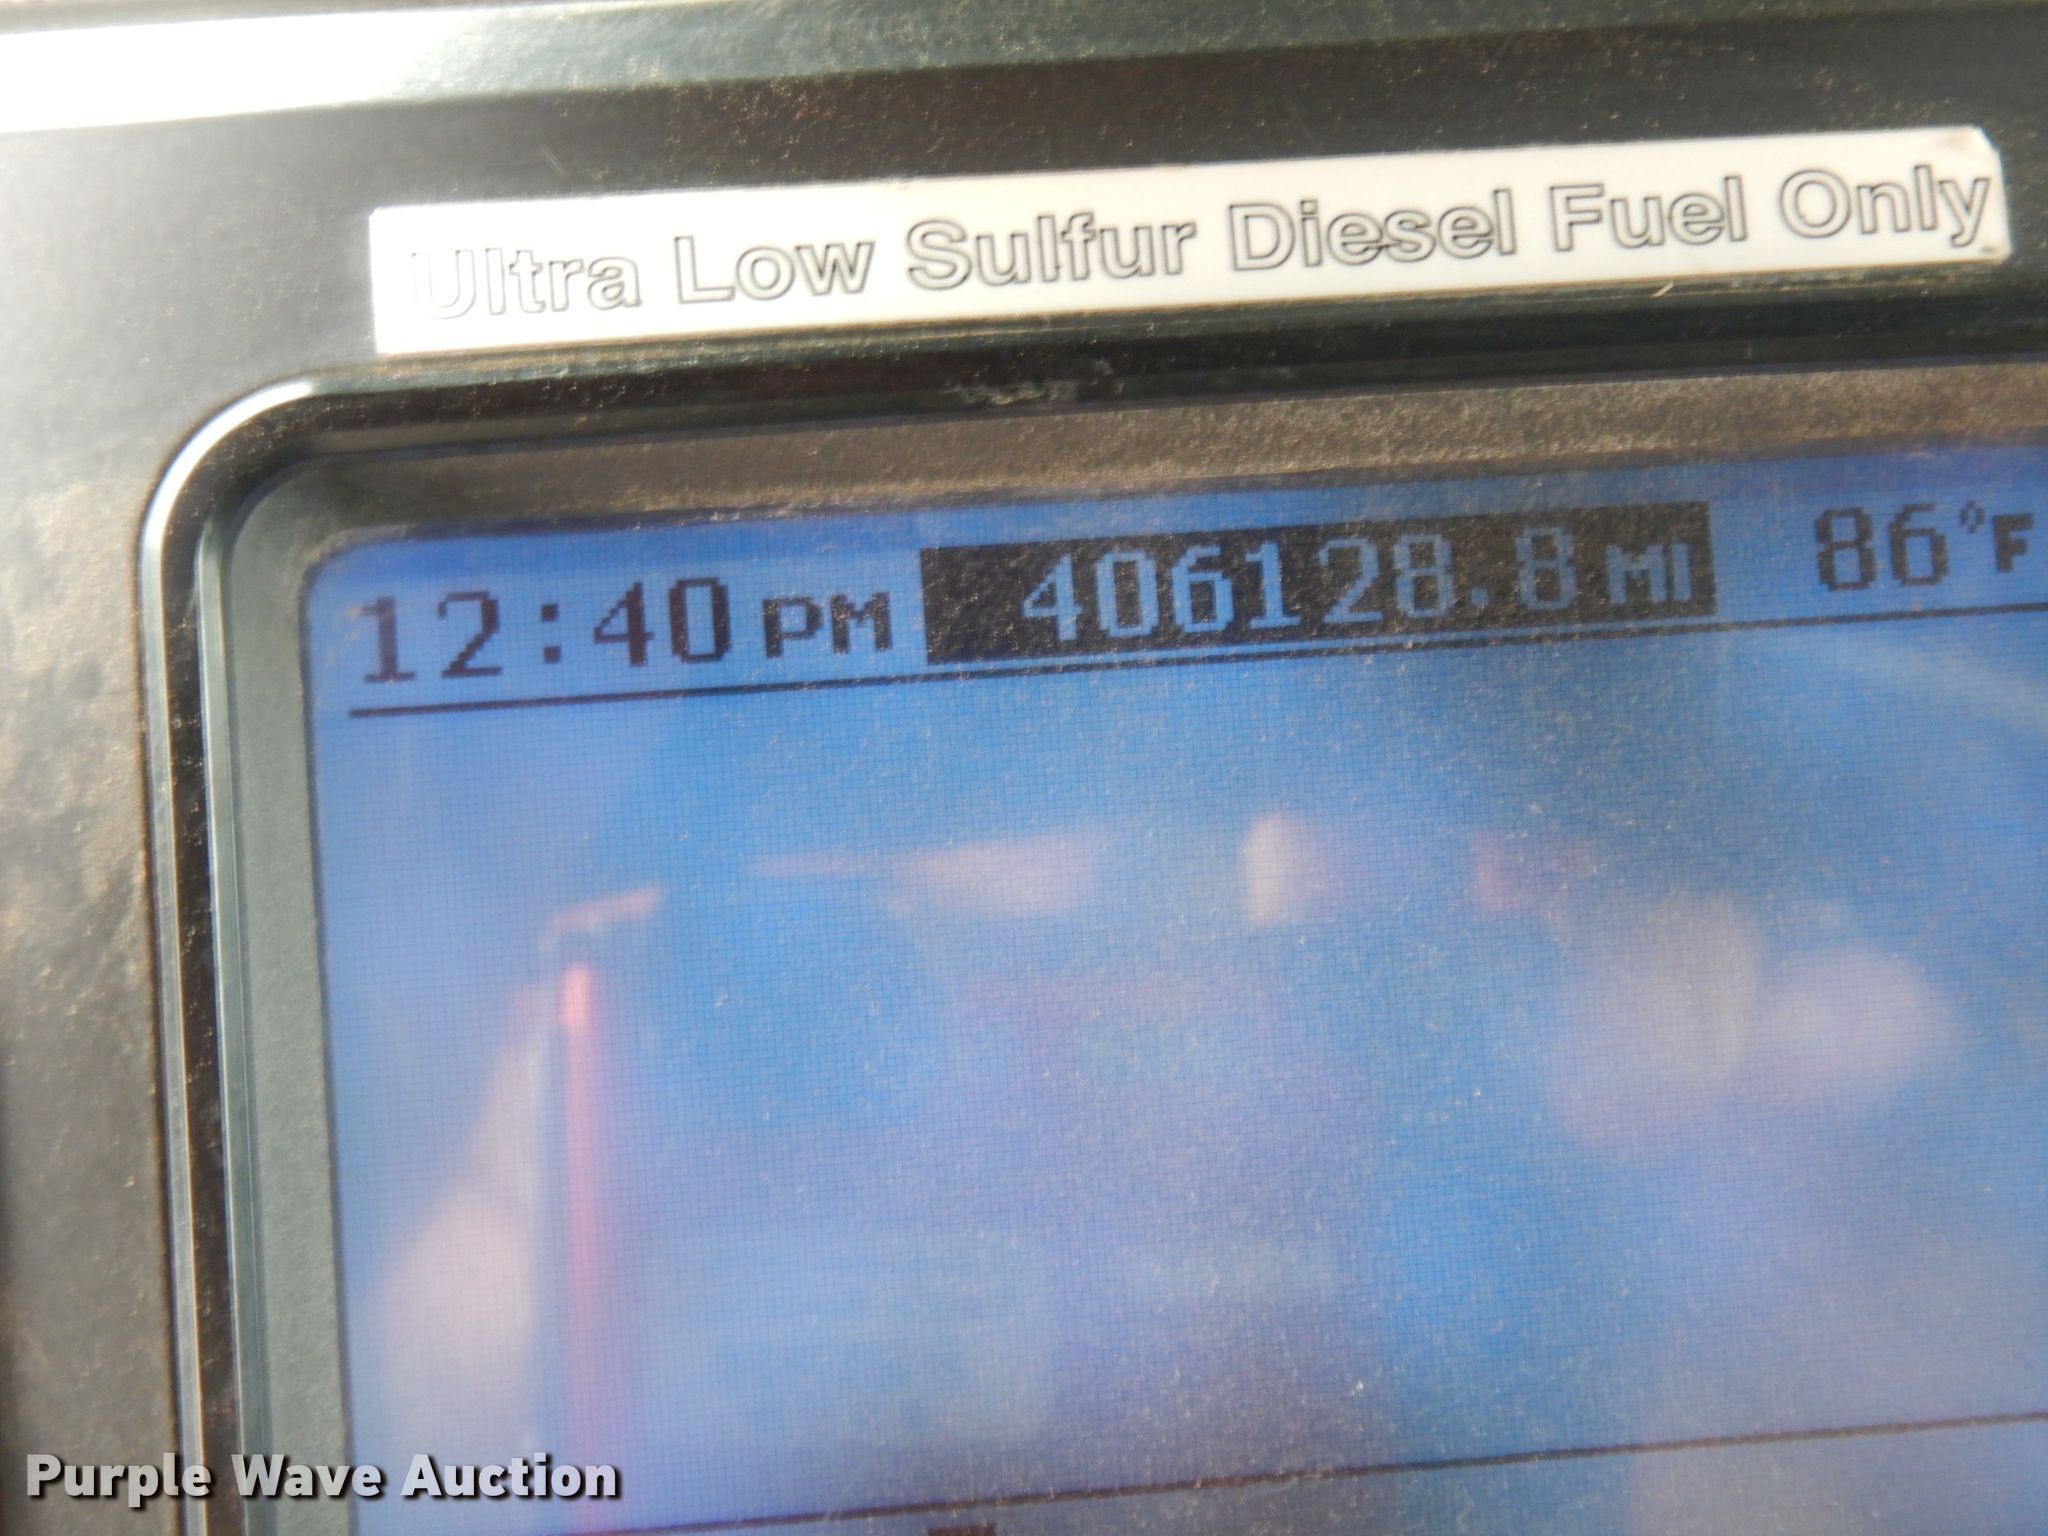 Ultra Low Sulfur Diesel Fuel Only
12:40 PM 406128.8 MI 86°F
Purple Wave Auction